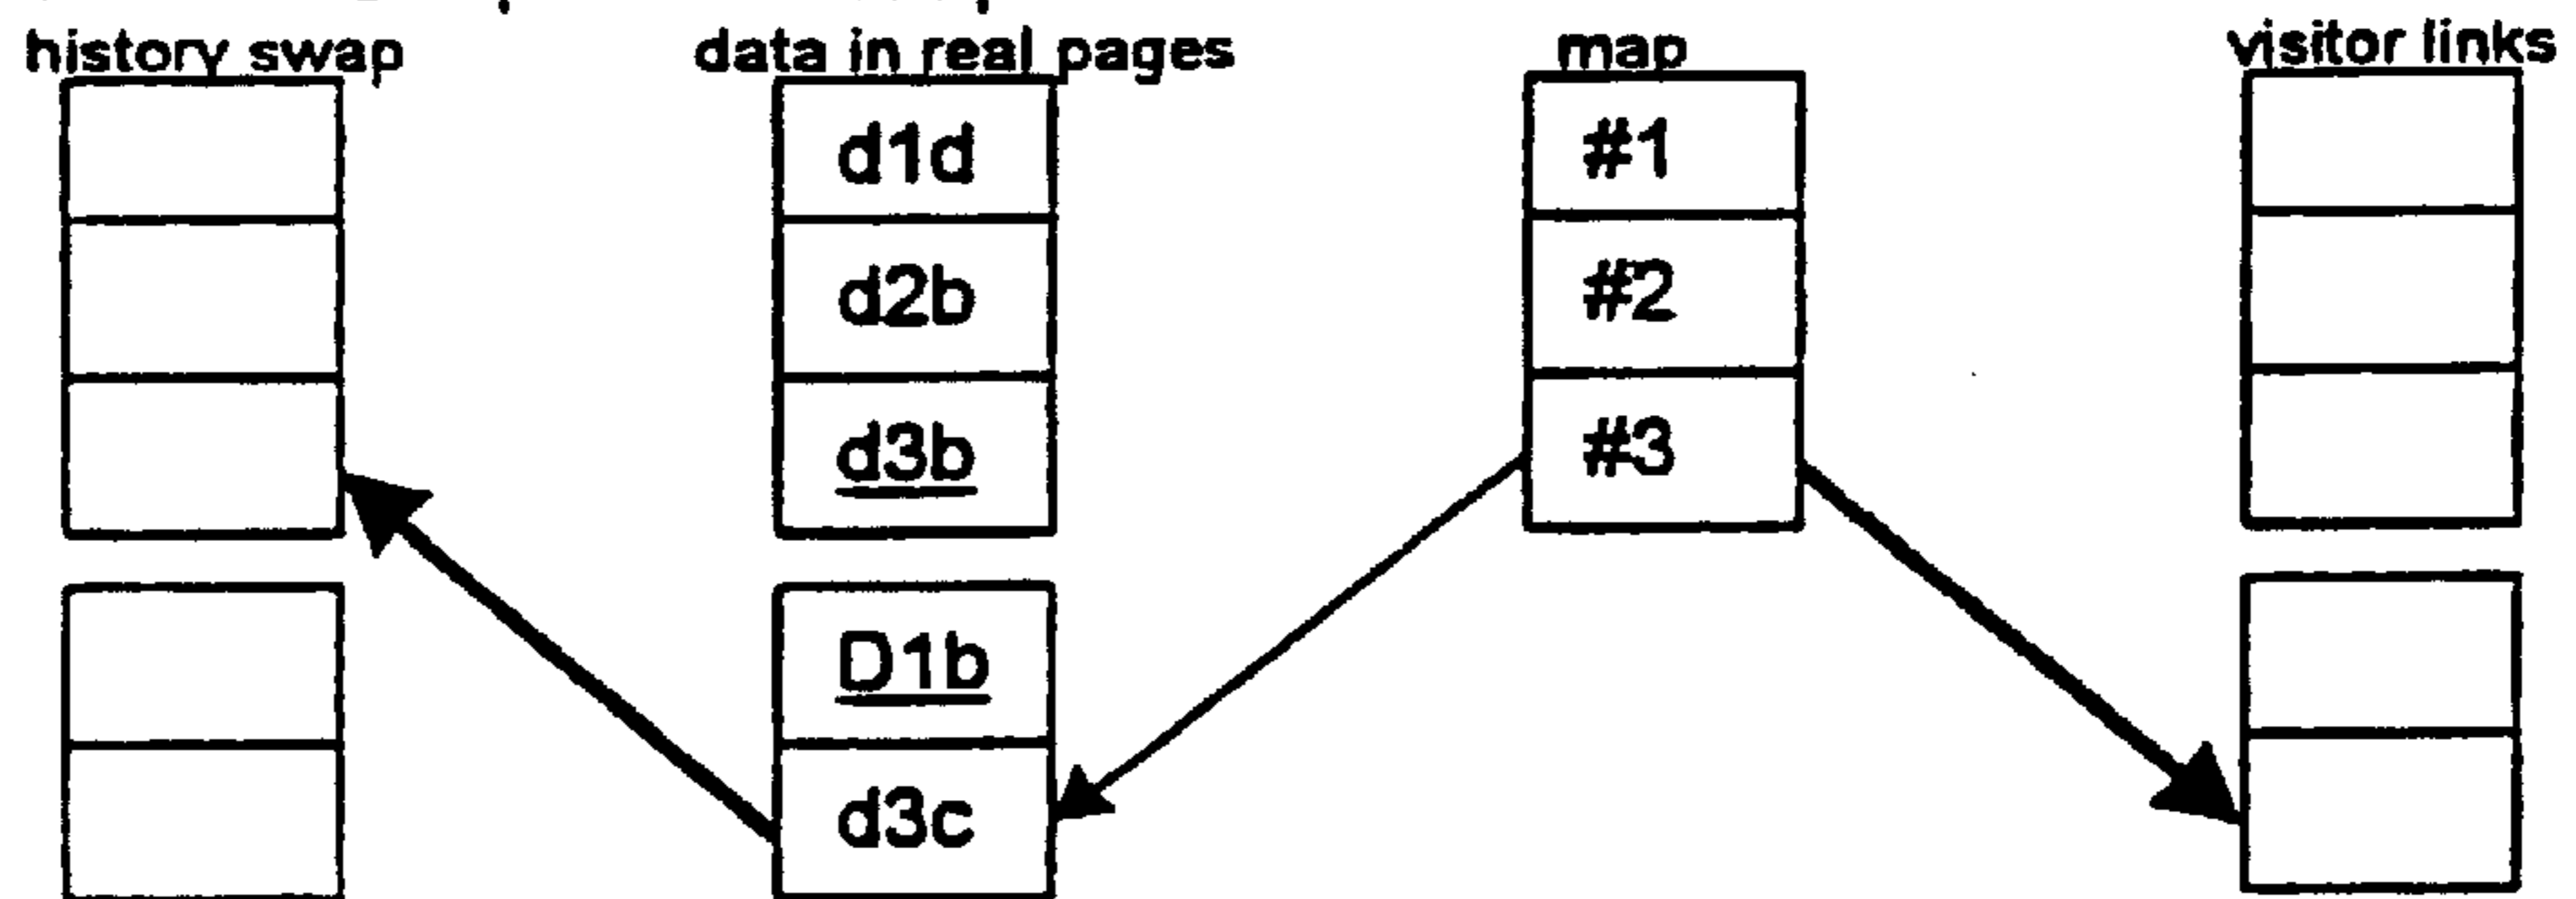 history swap data in real pages map visitor links
d1d #1
d2b #2
d3b #3
D1b
d3c